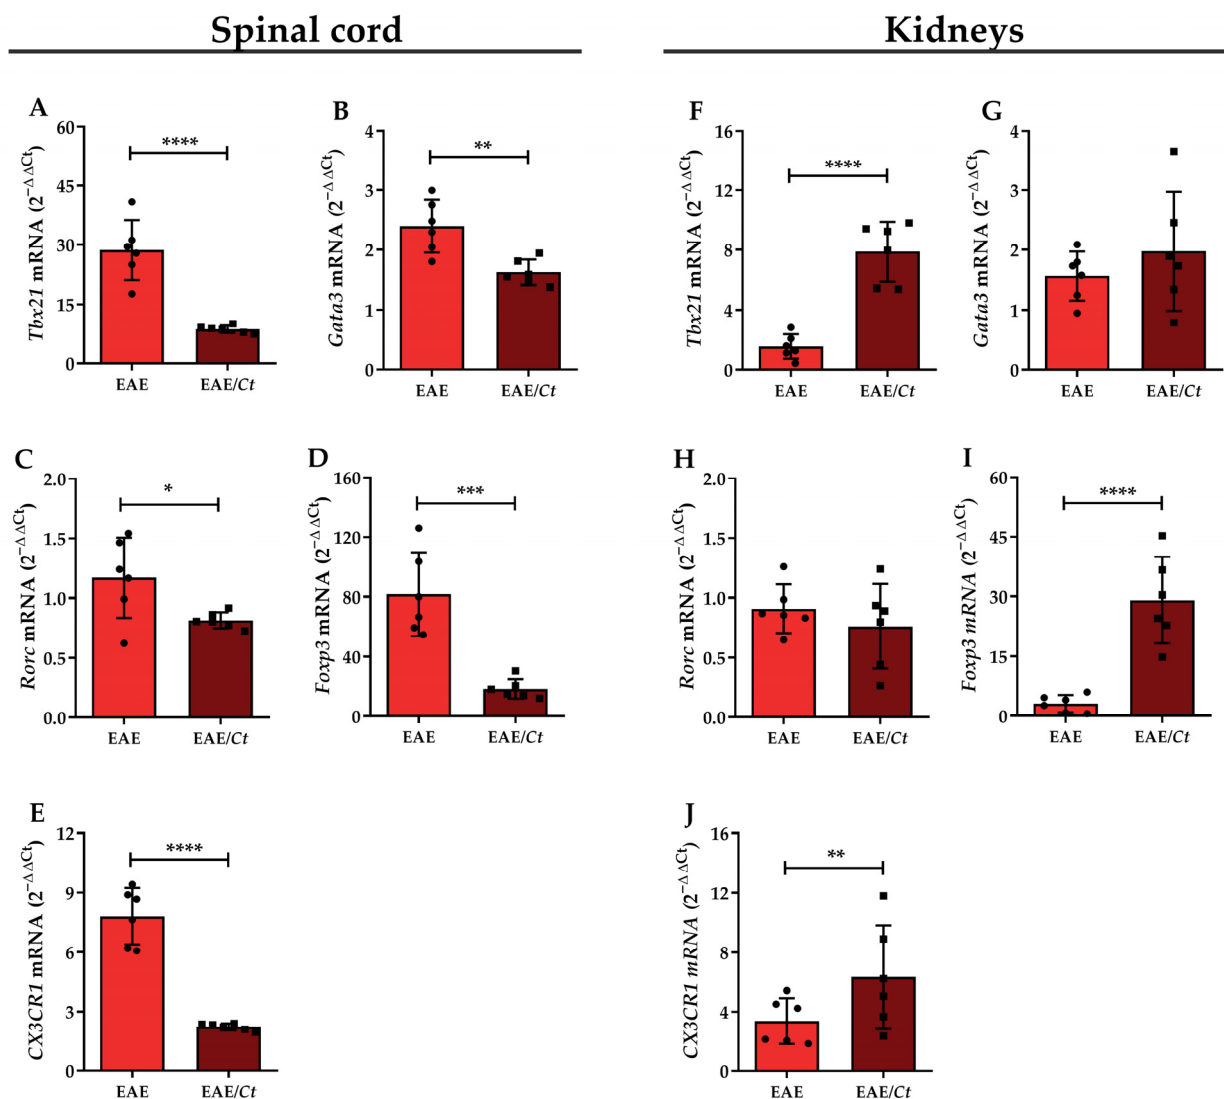 Spinal cord
Kidneys
A
Tbx21 mRNA (2^−ΔΔCt)
60
45
30
15
0
****
EAE
EAE/Ct
B
Gata3 mRNA (2^−ΔΔCt)
4
3
2
1
0
**
EAE
EAE/Ct
F
Tbx21 mRNA (2^−ΔΔCt)
16
12
8
4
0
****
EAE
EAE/Ct
G
Gata3 mRNA (2^−ΔΔCt)
4
3
2
1
0
EAE
EAE/Ct
C
Rorc mRNA (2^−ΔΔCt)
2.0
1.5
1.0
0.5
0.0
*
EAE
EAE/Ct
D
Foxp3 mRNA (2^−ΔΔCt)
160
120
80
40
0
***
EAE
EAE/Ct
H
Rorc mRNA (2^−ΔΔCt)
2.0
1.5
1.0
0.5
0.0
EAE
EAE/Ct
I
Foxp3 mRNA (2^−ΔΔCt)
60
45
30
15
0
****
EAE
EAE/Ct
E
CX3CR1 mRNA (2^−ΔΔCt)
12
9
6
3
0
****
EAE
EAE/Ct
J
CX3CR1 mRNA (2^−ΔΔCt)
16
12
8
4
0
**
EAE
EAE/Ct